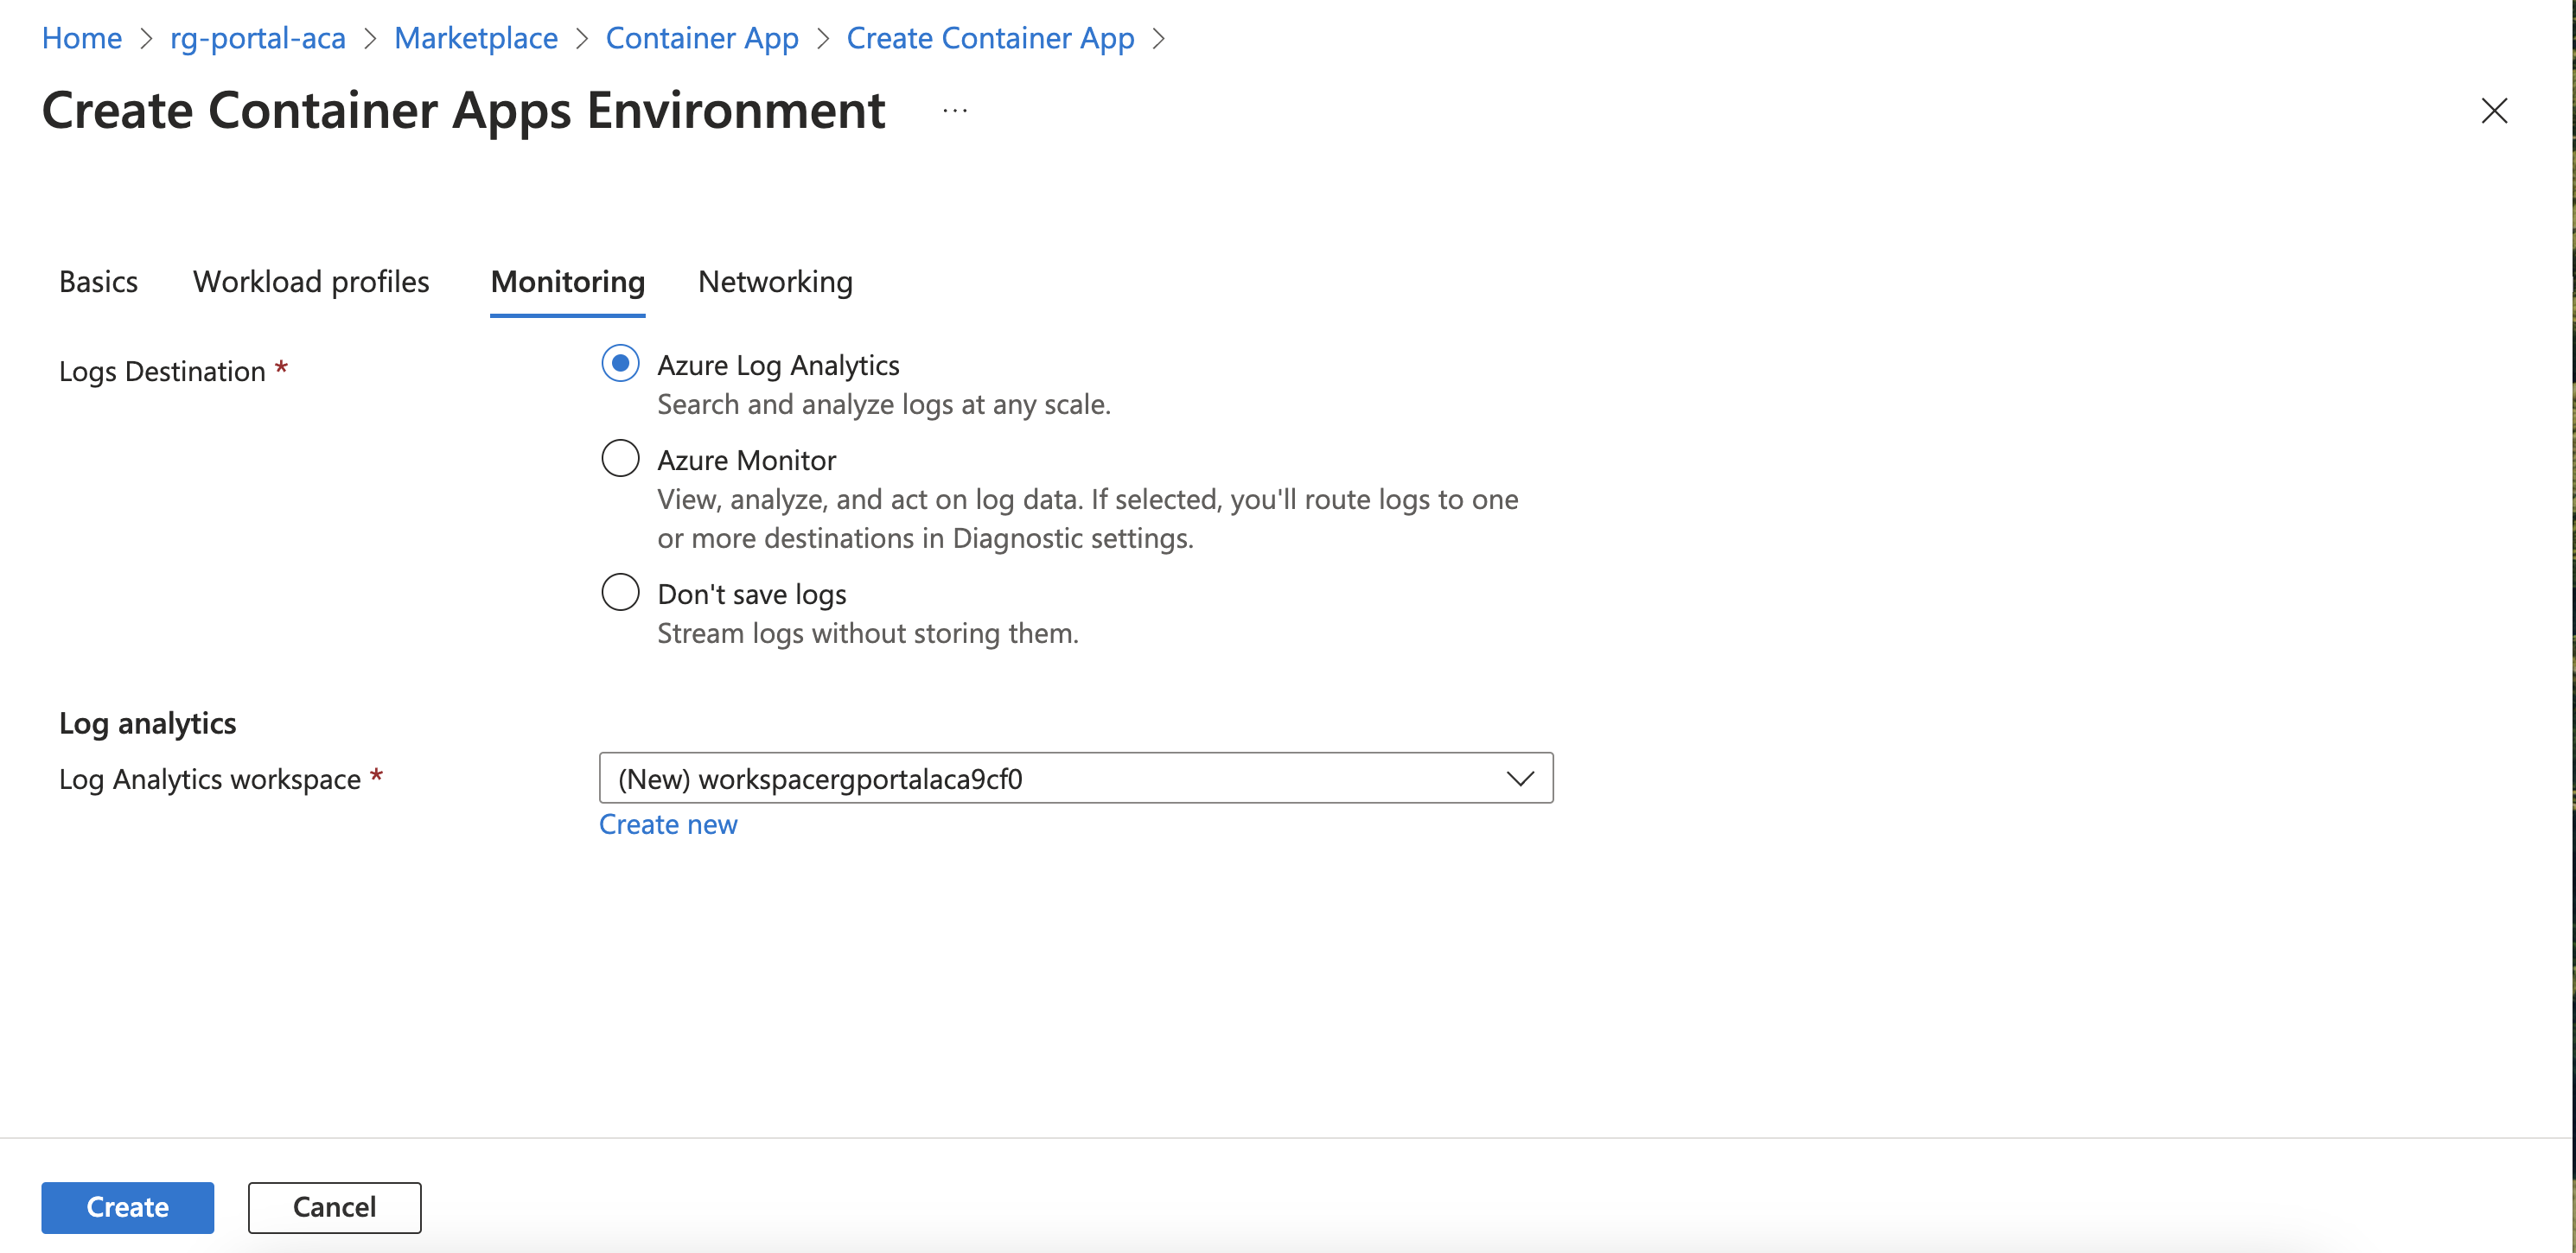 Home > rg-portal-aca > Marketplace > Container App > Create Container App >
Create Container Apps Environment ...
Basics Workload profiles Monitoring Networking
Logs Destination *
Azure Log Analytics
Search and analyze logs at any scale.
Azure Monitor
View, analyze, and act on log data. If selected, you'll route logs to one
or more destinations in Diagnostic settings.
Don't save logs
Stream logs without storing them.
Log analytics
Log Analytics workspace *
(New) workspacergportalaca9cf0
Create new
Create Cancel